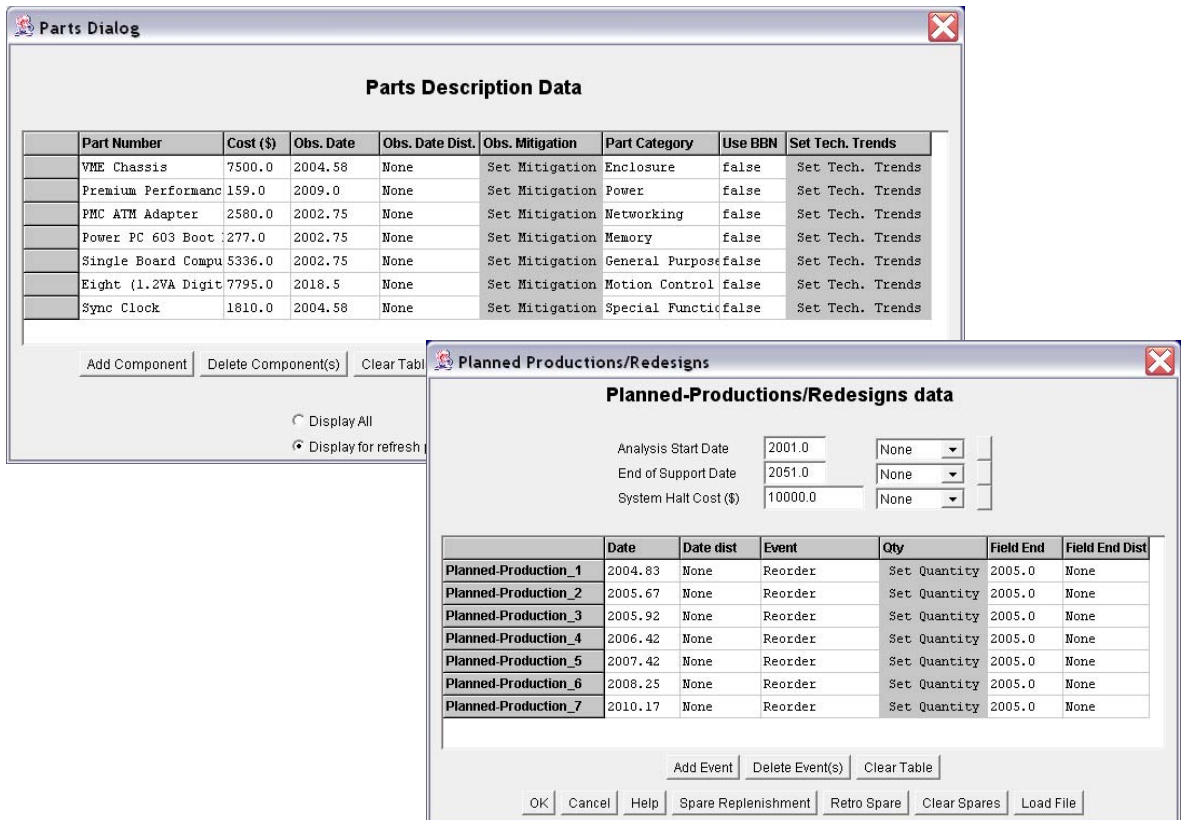 Parts Dialog
Parts Description Data
Part Number Cost ($) Obs. Date Obs. Date Dist. Obs. Mitigation Part Category Use BBN Set Tech. Trends
VME Chassis 7500.0 2004.58 None Set Mitigation Enclosure false Set Tech. Trends
Premium Performanc 159.0 2009.0 None Set Mitigation Power false Set Tech. Trends
PMC ATM Adapter 2580.0 2002.75 None Set Mitigation Networking false Set Tech. Trends
Power PC 603 Boot 277.0 2002.75 None Set Mitigation Memory false Set Tech. Trends
Single Board Compu 5336.0 2002.75 None Set Mitigation General Purpose false Set Tech. Trends
Eight (1.2VA Digit 7795.0 2018.5 None Set Mitigation Motion Control false Set Tech. Trends
Sync Clock 1810.0 2004.58 None Set Mitigation Special Functio false Set Tech. Trends
Add Component Delete Component(s) Clear Tabl
Display All
Display for refresh
Planned Productions/Redesigns
Planned-Productions/Redesigns data
Analysis Start Date 2001.0 None
End of Support Date 2051.0 None
System Halt Cost ($) 10000.0 None
Date Date dist Event Qty Field End Field End Dist
Planned-Production_1 2004.83 None Reorder Set Quantity 2005.0 None
Planned-Production_2 2005.67 None Reorder Set Quantity 2005.0 None
Planned-Production_3 2005.92 None Reorder Set Quantity 2005.0 None
Planned-Production_4 2006.42 None Reorder Set Quantity 2005.0 None
Planned-Production_5 2007.42 None Reorder Set Quantity 2005.0 None
Planned-Production_6 2008.25 None Reorder Set Quantity 2005.0 None
Planned-Production_7 2010.17 None Reorder Set Quantity 2005.0 None
Add Event Delete Event(s) Clear Table
OK Cancel Help Spare Replenishment Retro Spare Clear Spares Load File